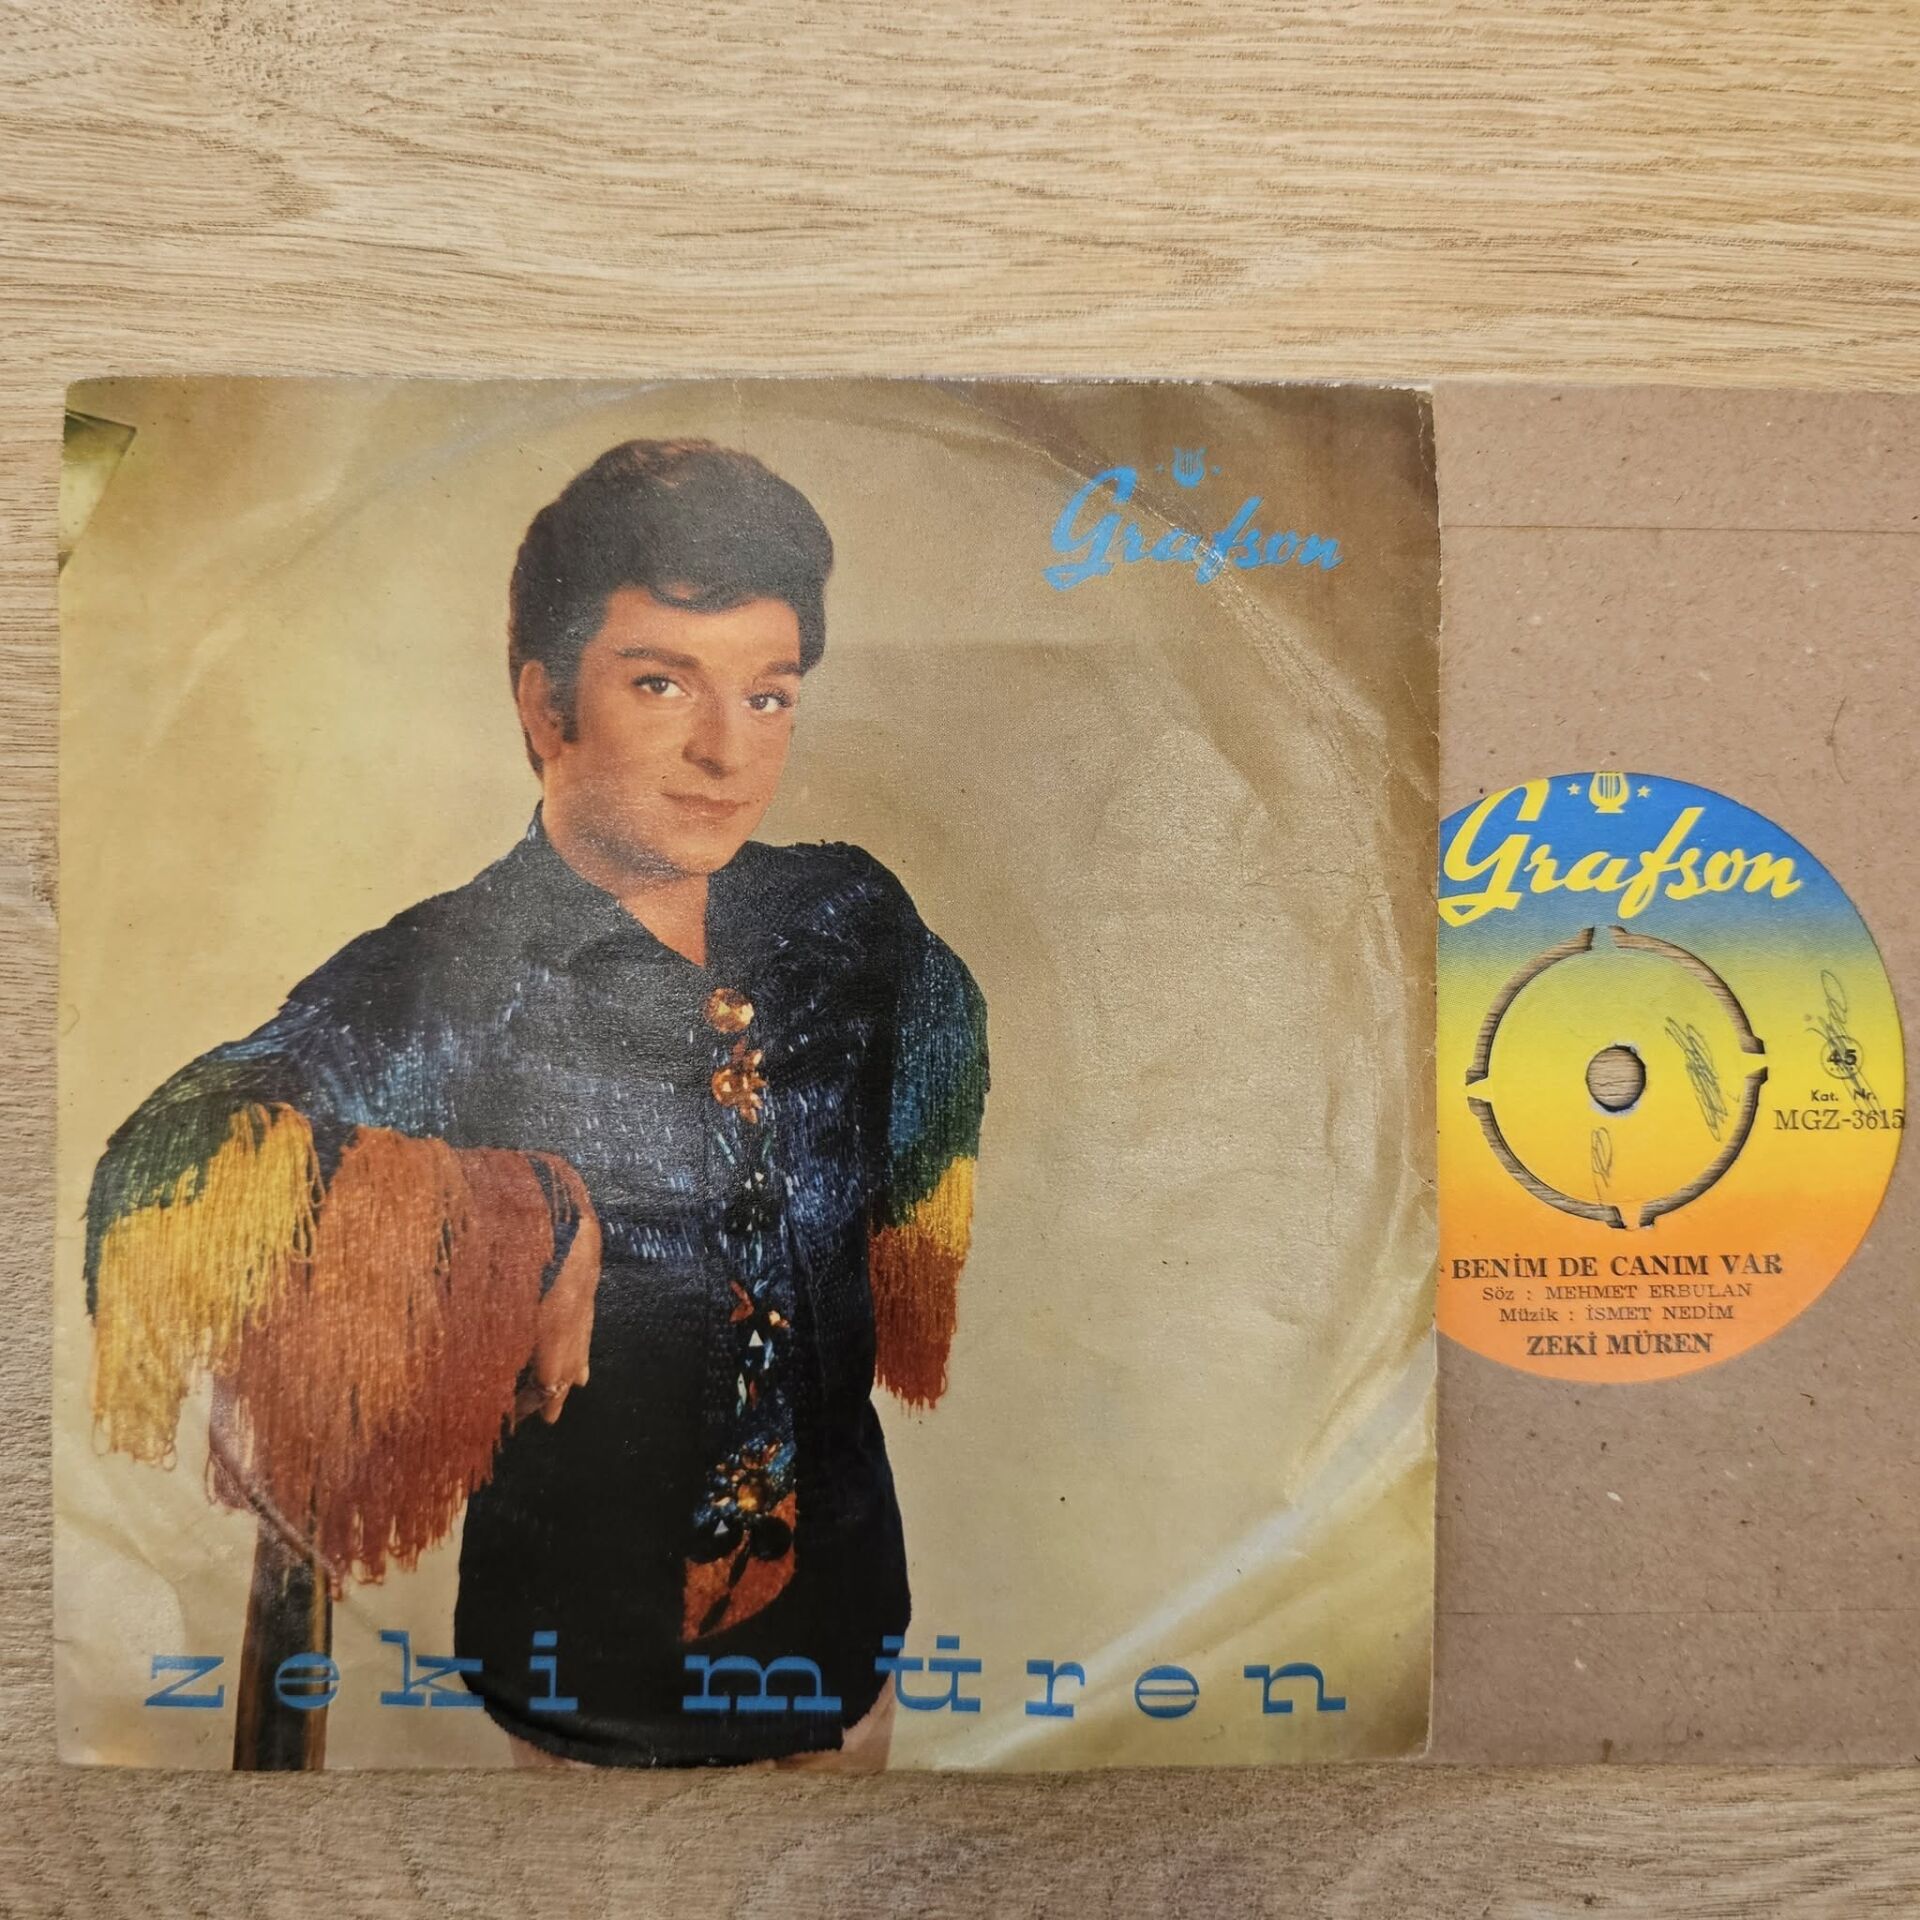 Grafson
zeki müren
Grafson
45
Kat. Nr.
MGZ-3615
BENİM DE CANIM VAR
Söz : MEHMET ERBULAN
Müzik : İSMET NEDİM
ZEKİ MÜREN